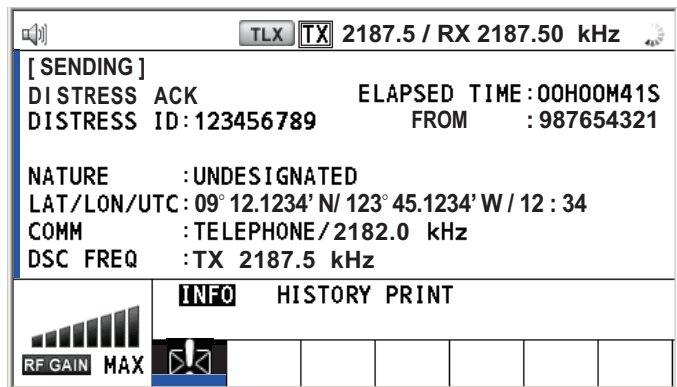 TLX TX 2187.5 / RX 2187.50 kHz
[ SENDING ]
DISTRESS ACK ELAPSED TIME:00H00M41S
DISTRESS ID:123456789 FROM :987654321
NATURE :UNDESIGNATED
LAT/LON/UTC: 09° 12.1234’ N/ 123° 45.1234’ W / 12 : 34
COMM :TELEPHONE/2182.0 kHz
DSC FREQ :TX 2187.5 kHz
INFO HISTORY PRINT
RF GAIN MAX